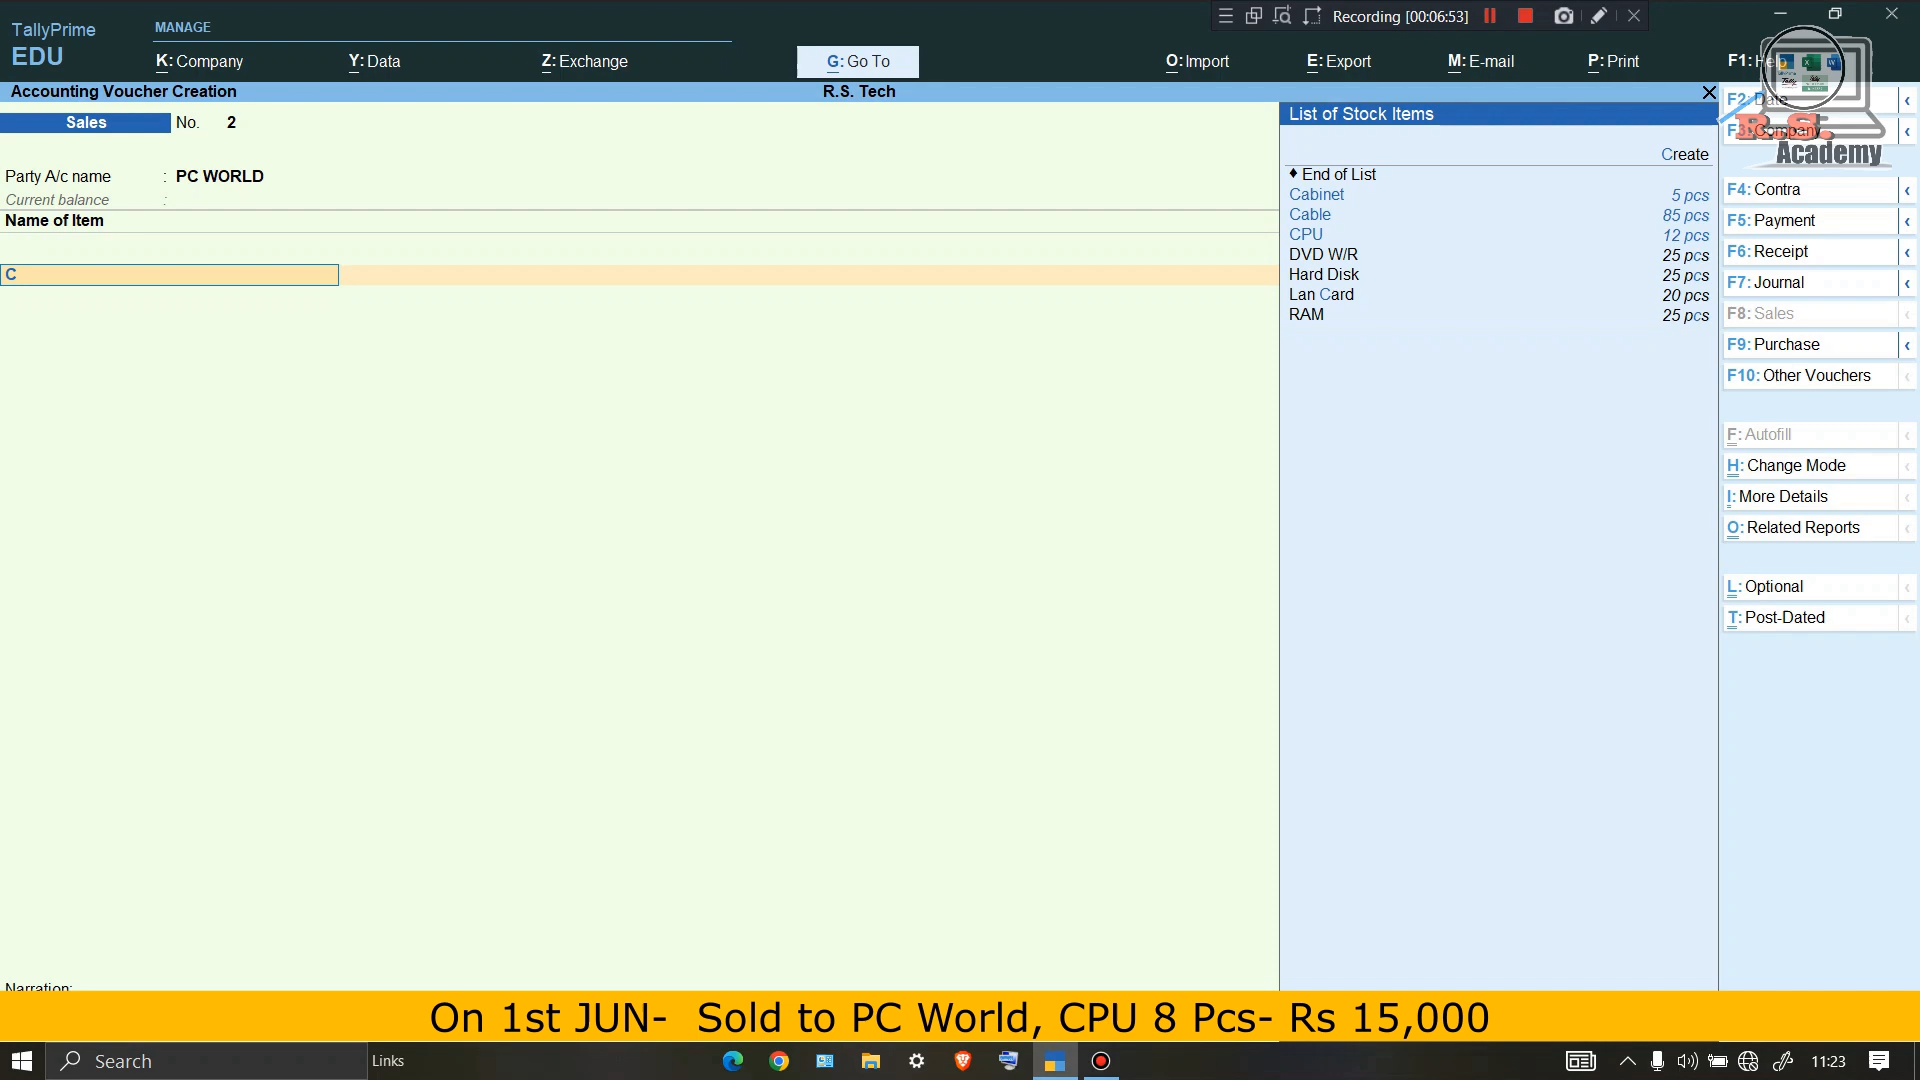 TallyPrime
EDU
MANAGE
K: Company
Y: Data
Z: Exchange
G: Go To
O: Import
E: Export
M: E-mail
P: Print
F1: Help
Recording [00:06:53]
Accounting Voucher Creation
R.S. Tech
Sales No. 2
Party A/c name : PC WORLD
Current balance :
Name of Item
C
List of Stock Items
Create
♦ End of List
Cabinet 5 pcs
Cable 85 pcs
CPU 12 pcs
DVD W/R 25 pcs
Hard Disk 25 pcs
Lan Card 20 pcs
RAM 25 pcs
F2: Date
F3: Company
R.S.
Academy
F4: Contra
F5: Payment
F6: Receipt
F7: Journal
F8: Sales
F9: Purchase
F10: Other Vouchers
F: Autofill
H: Change Mode
I: More Details
O: Related Reports
L: Optional
T: Post-Dated
Narration:
On 1st JUN- Sold to PC World, CPU 8 Pcs- Rs 15,000
Search
Links
11:23